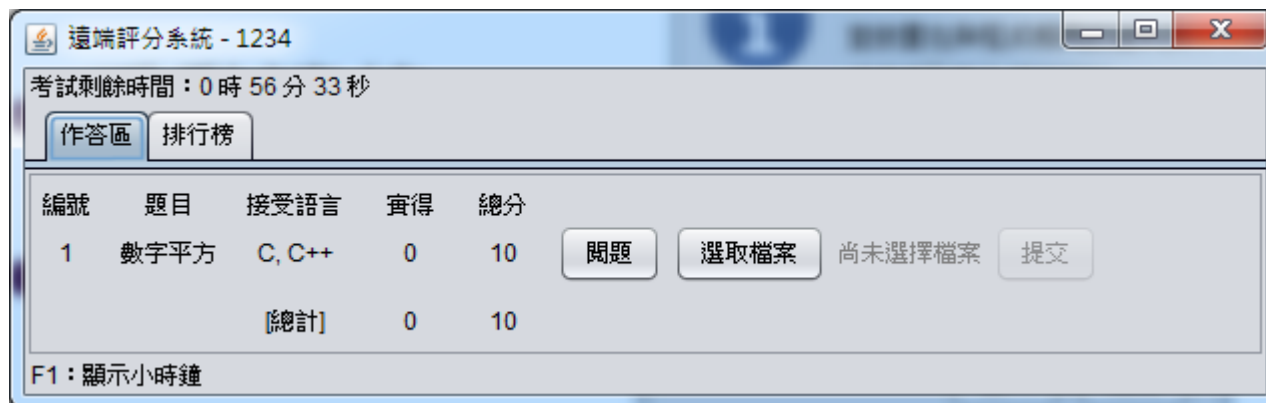 遠端評分系統 - 1234
考試剩餘時間：0 時 56 分 33 秒
作答區 排行榜
編號 題目 接受語言 實得 總分
1 數字平方 C, C++ 0 10 閱題 選取檔案 尚未選擇檔案 提交
[總計] 0 10
F1：顯示小時鐘